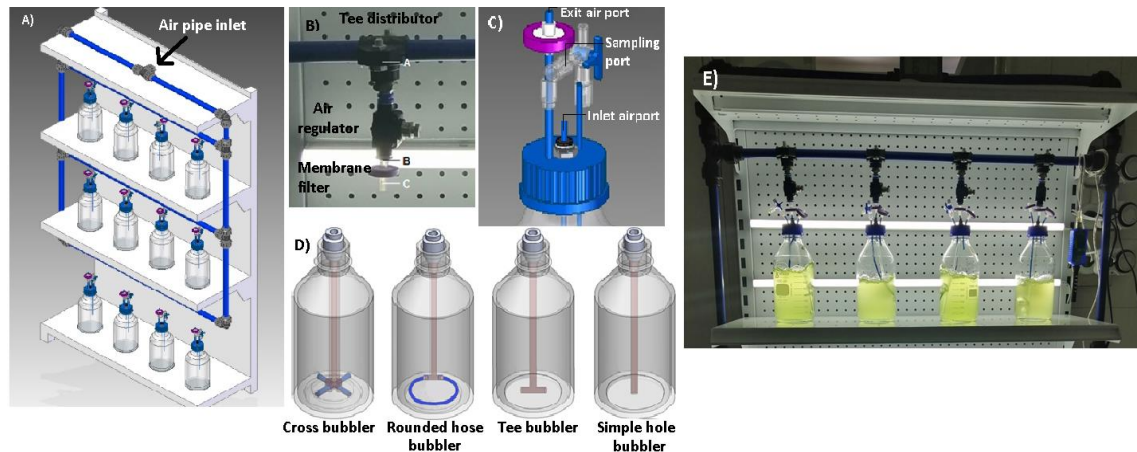 A)
Air pipe inlet
B)
Tee distributor
A
Air
regulator
B
Membrane
filter
C
C)
Exit air port
Sampling
port
Inlet airport
D)
Cross bubbler
Rounded hose
bubbler
Tee bubbler
Simple hole
bubbler
E)